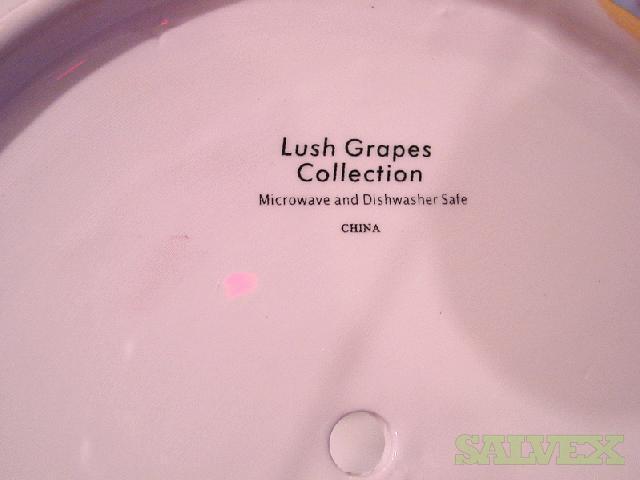 Lush Grapes
Collection
Microwave and Dishwasher Safe
CHINA
SALVEX